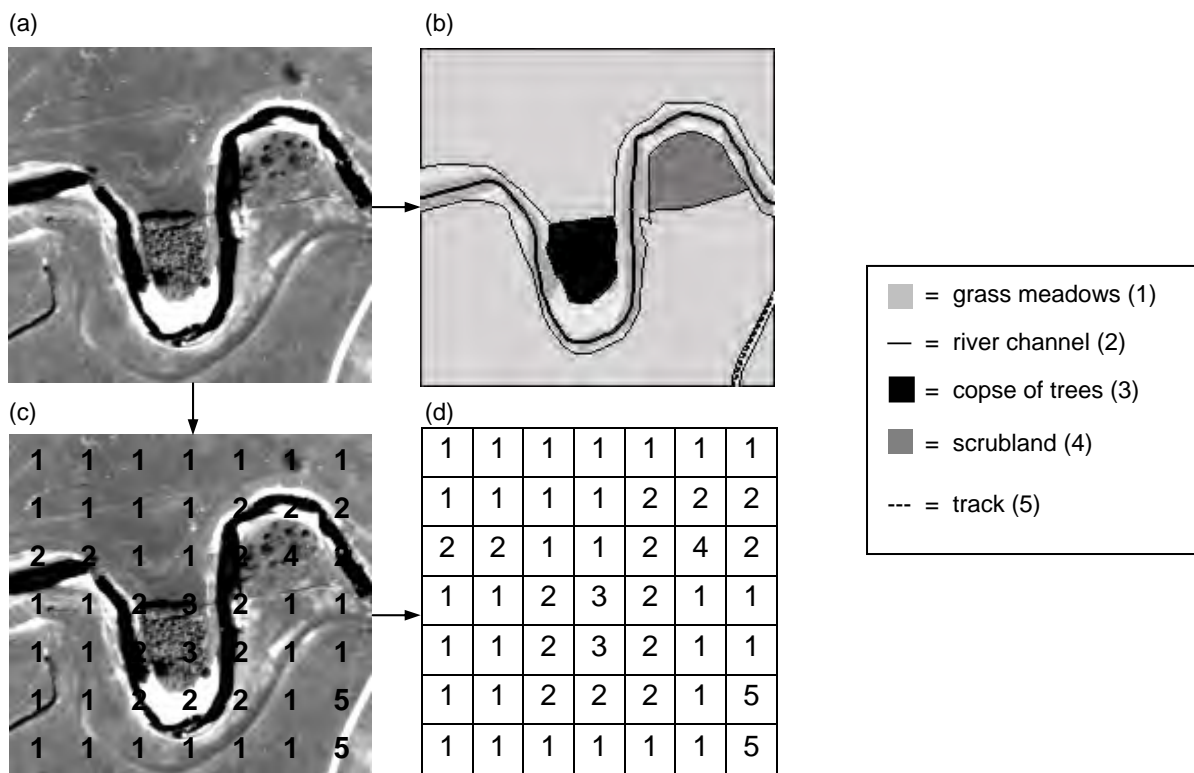 (a)
(b)
= grass meadows (1)
= river channel (2)
= copse of trees (3)
= scrubland (4)
= track (5)
(c)
1 1 1 1 1 1 1
1 1 1 1 2 2 2
2 2 1 1 2 4 2
1 1 2 3 2 1 1
1 1 2 3 2 1 1
1 1 2 2 2 1 5
1 1 1 1 1 1 5
(d)
1 1 1 1 1 1 1
1 1 1 1 2 2 2
2 2 1 1 2 4 2
1 1 2 3 2 1 1
1 1 2 3 2 1 1
1 1 2 2 2 1 5
1 1 1 1 1 1 5